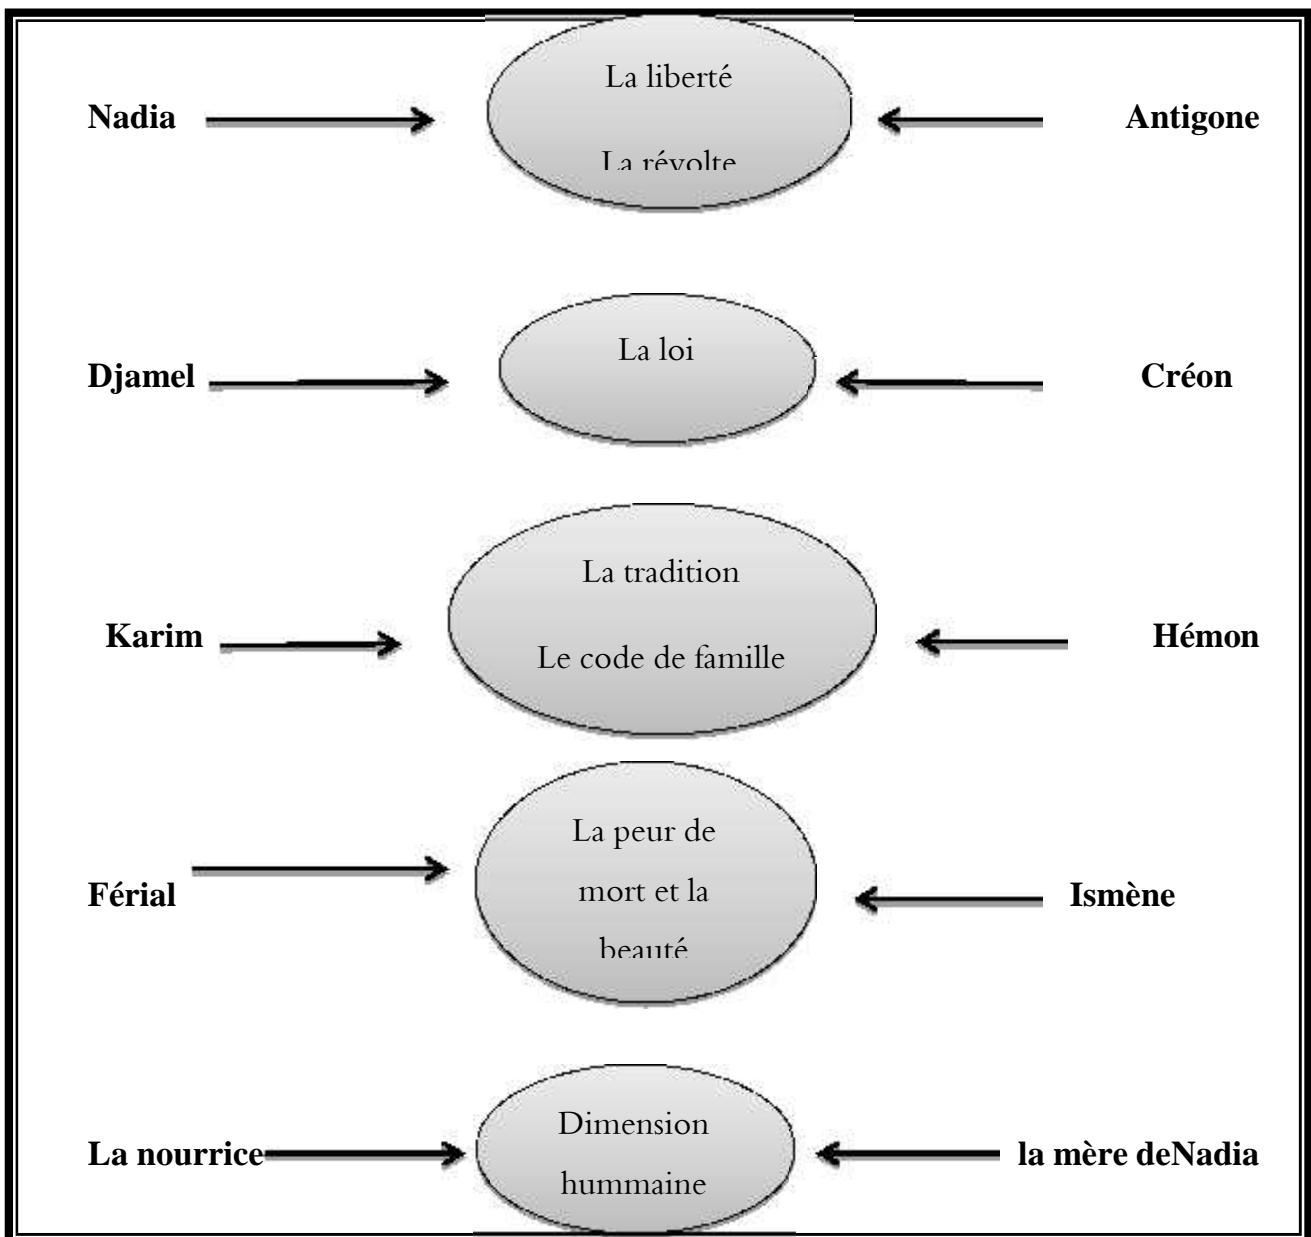 La liberté
Nadia
Antigone
La révolte
La loi
Djamel
Créon
La tradition
Karim
Hémon
Le code de famille
La peur de
mort et la
beauté
Férial
Ismène
Dimension
hummaine
La nourrice
la mère deNadia